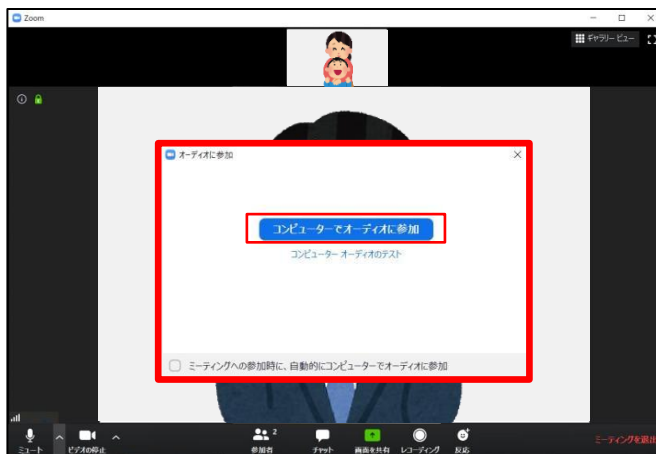 Zoom
ギャラリー ビュー
オーディオに参加
コンピューターでオーディオに参加
コンピューター オーディオのテスト
ミーティングへの参加時に、自動的にコンピューターでオーディオに参加
ミュート
ビデオの停止
2
参加者
チャット
画面を共有
レコーディング
反応
ミーティングを退出